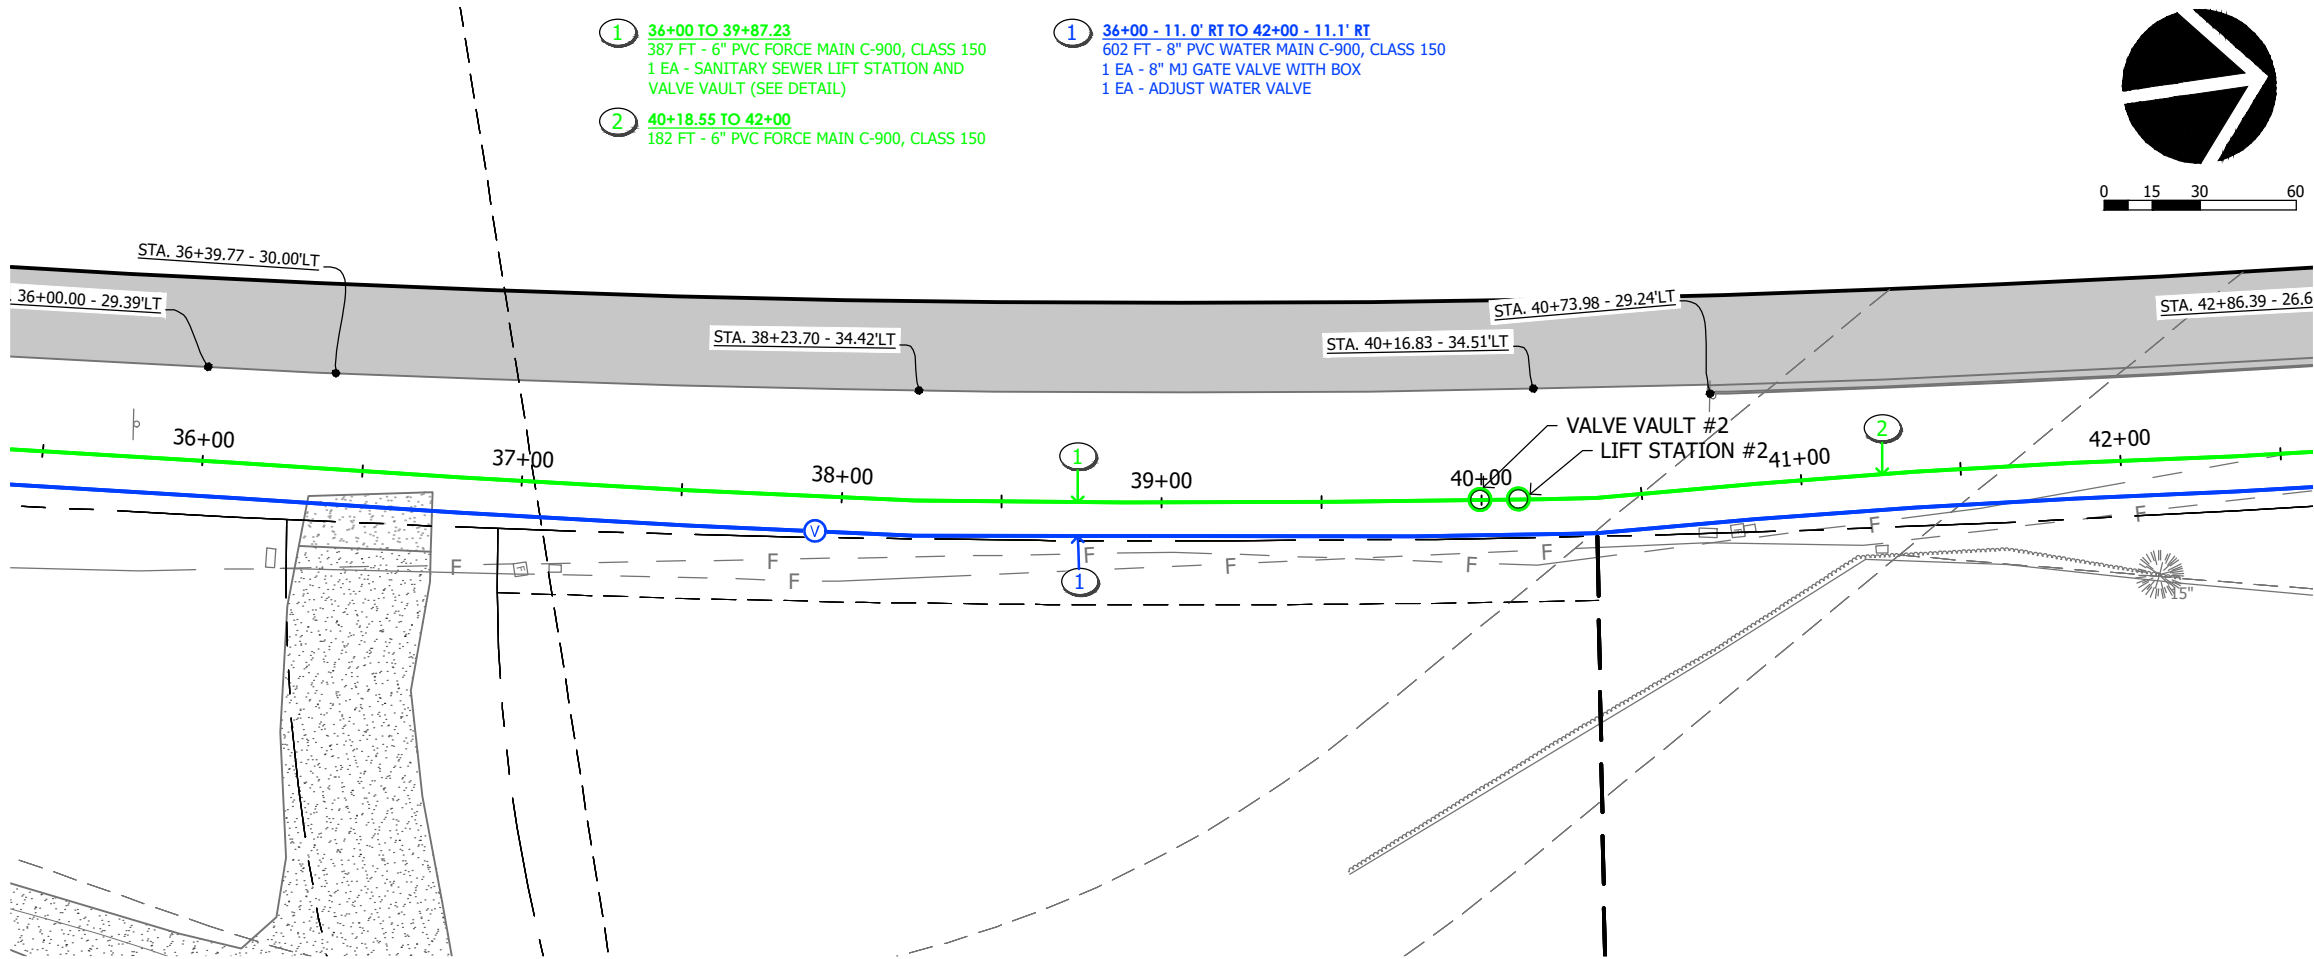 1 36+00 TO 39+87.23
387 FT - 6" PVC FORCE MAIN C-900, CLASS 150
1 EA - SANITARY SEWER LIFT STATION AND
VALVE VAULT (SEE DETAIL)
2 40+18.55 TO 42+00
182 FT - 6" PVC FORCE MAIN C-900, CLASS 150
1 36+00 - 11. 0' RT TO 42+00 - 11.1' RT
602 FT - 8" PVC WATER MAIN C-900, CLASS 150
1 EA - 8" MJ GATE VALVE WITH BOX
1 EA - ADJUST WATER VALVE
0 15 30 60
STA. 36+39.77 - 30.00'LT
. 36+00.00 - 29.39'LT
STA. 38+23.70 - 34.42'LT
STA. 40+16.83 - 34.51'LT
STA. 40+73.98 - 29.24'LT
STA. 42+86.39 - 26.6
VALVE VAULT #2
LIFT STATION #2
36+00
37+00
38+00
39+00
40+00
41+00
42+00
1
2
V
1
F
F
F
F
F
F
F
F
F
F
F
F
15"